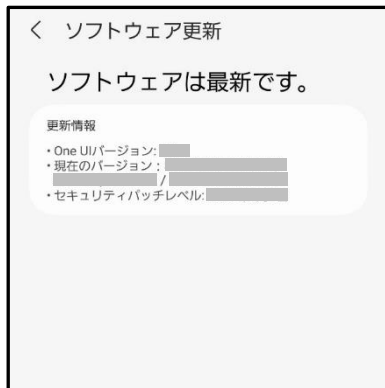 ソフトウェア更新
ソフトウェアは最新です。
更新情報
・One UIバージョン:
・現在のバージョン：
/
・セキュリティパッチレベル: